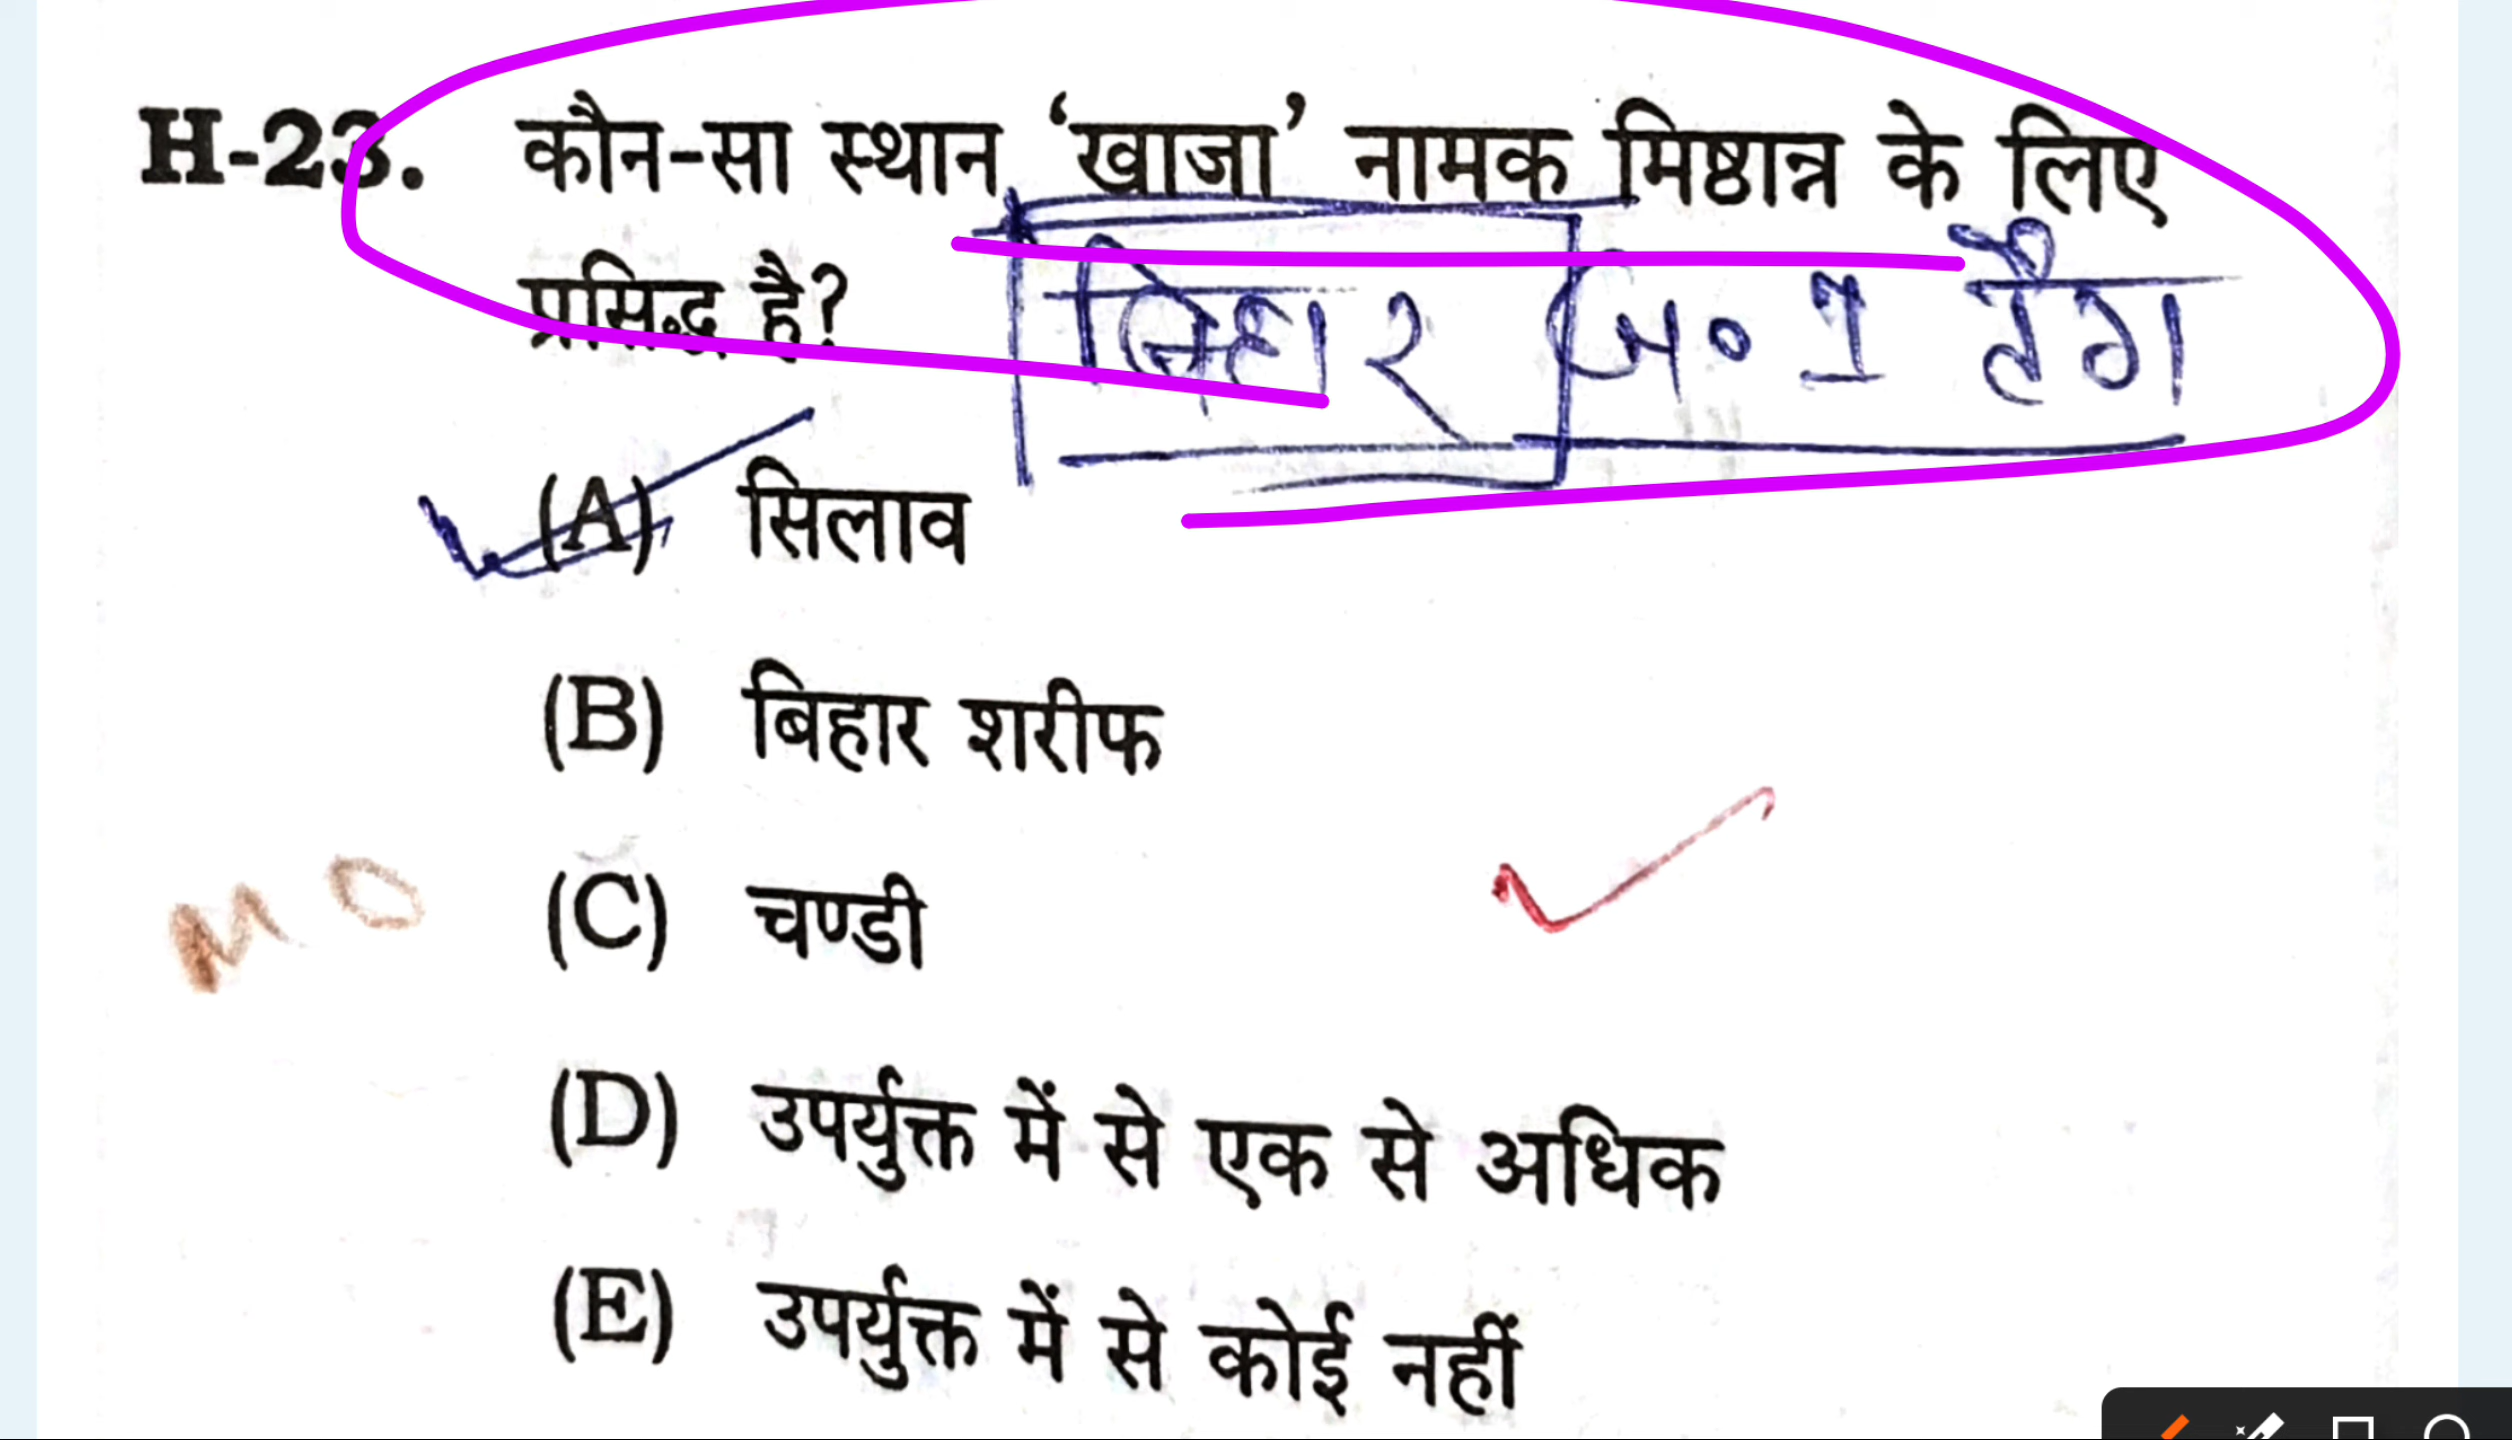 H-23. कौन-सा स्थान 'खाजा' नामक मिष्ठान्न के लिए
प्रसिद्ध है?
बिहार
(A) सिलाव
(B) बिहार शरीफ
(C) चण्डी
(D) उपर्युक्त में से एक से अधिक
(E) उपर्युक्त में से कोई नहीं